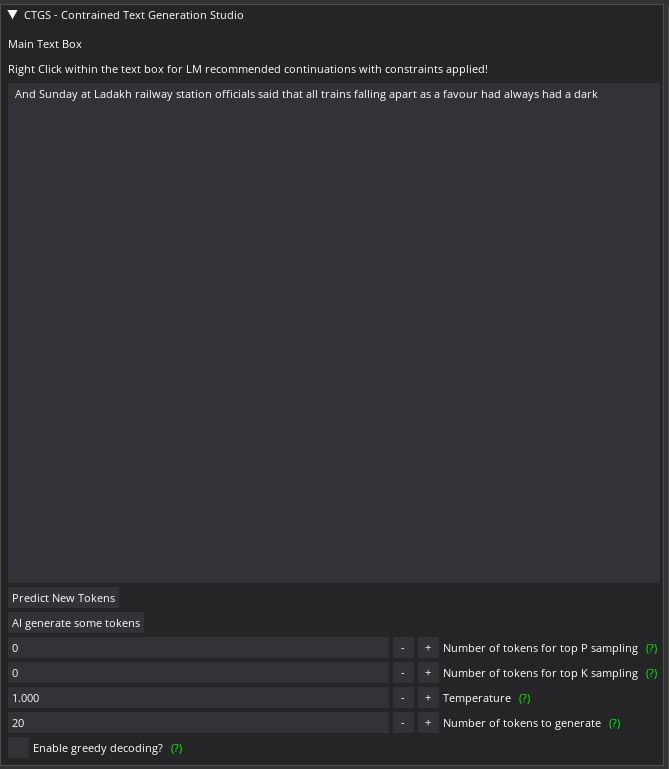 ▼ CTGS - Contrained Text Generation Studio
Main Text Box
Right Click within the text box for LM recommended continuations with constraints applied!
And Sunday at Ladakh railway station officials said that all trains falling apart as a favour had always had a dark
Predict New Tokens
AI generate some tokens
0 - + Number of tokens for top P sampling (?)
0 - + Number of tokens for top K sampling (?)
1.000 - + Temperature (?)
20 - + Number of tokens to generate (?)
Enable greedy decoding? (?)